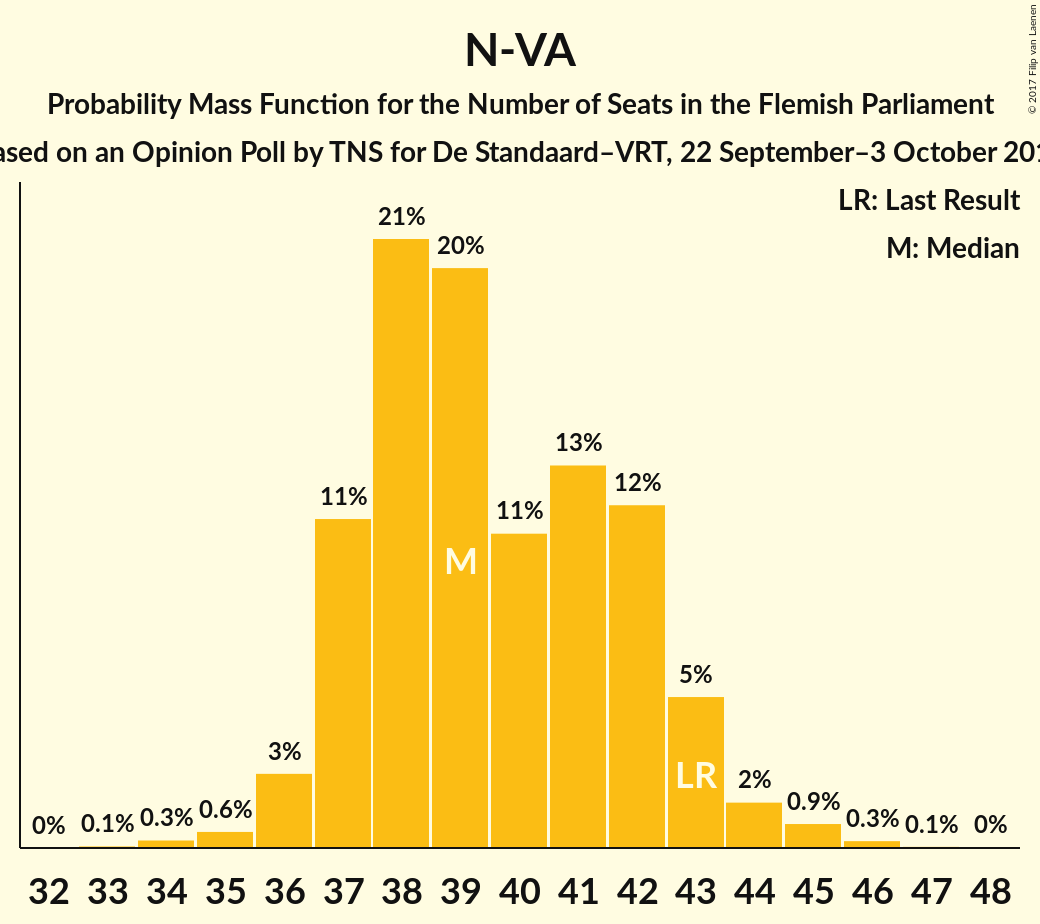 N-VA
Probability Mass Function for the Number of Seats in the Flemish Parliament
on an Opinion Poll by TNS for De Standaard–VRT, 22 September–3 October
LR: Last Result
M: Median
21%
20%
13%
12%
11%
11%
M
5%
LR
3%
2%
0.9%
0.6%
0.3%
0.3%
0.1%
0.1%
0%
0%
32 33 34 35 36 37 38 39 40 41 42 43 44 45 46 47 48
© 2017 Filip van Laenen